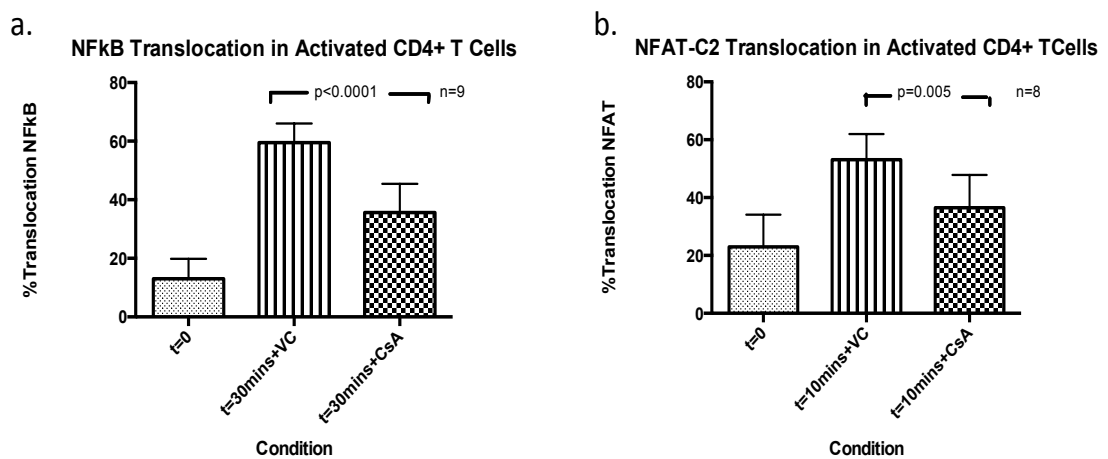 a.
NFkB Translocation in Activated CD4+ T Cells
%Translocation NFkB
80
60
40
20
0
p<0.0001
n=9
t=0
t=30mins+VC
t=30mins+CsA
Condition
b.
NFAT-C2 Translocation in Activated CD4+ TCells
%Translocation NFAT
80
60
40
20
0
p=0.005
n=8
t=0
t=10mins+VC
t=10mins+CsA
Condition